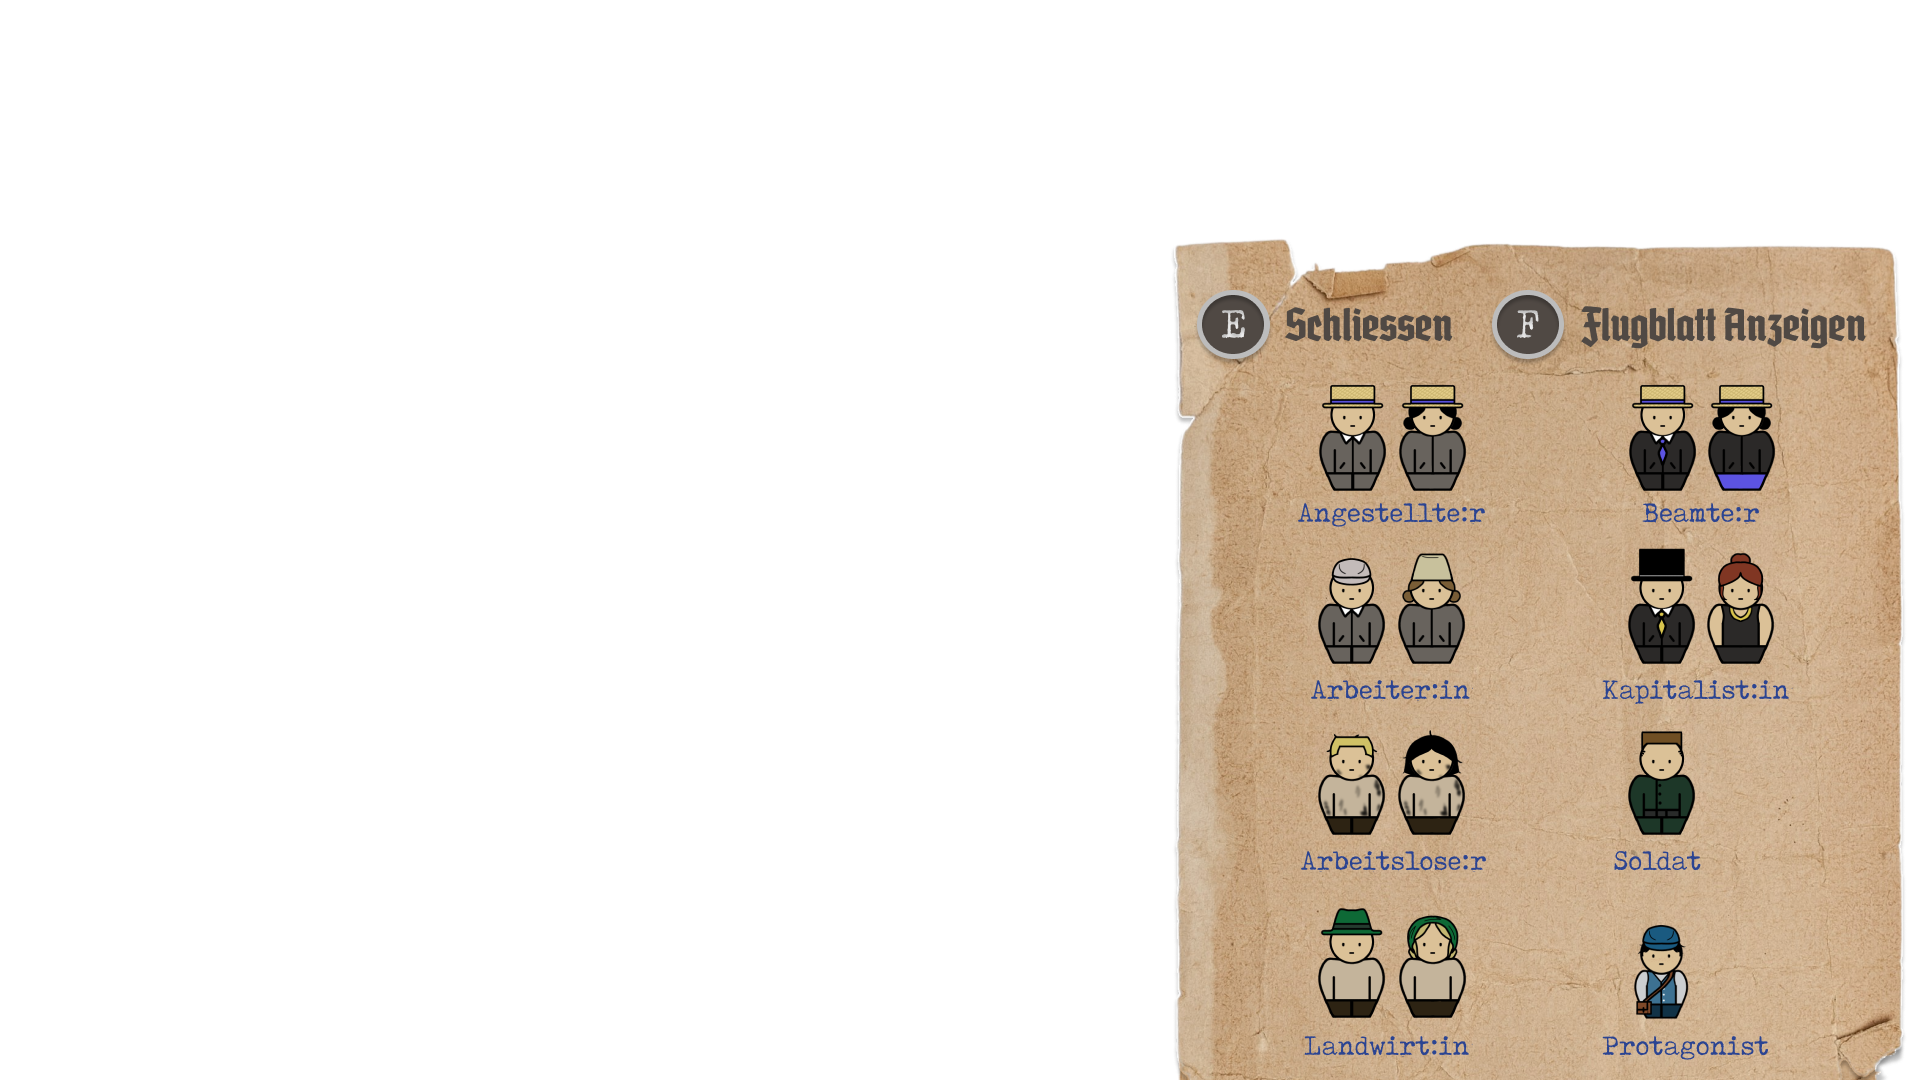 E Schliessen F Flugblatt Anzeigen
Angestellte:r Beamte:r
Arbeiter:in Kapitalist:in
Arbeitslose:r Soldat
Landwirt:in Protagonist